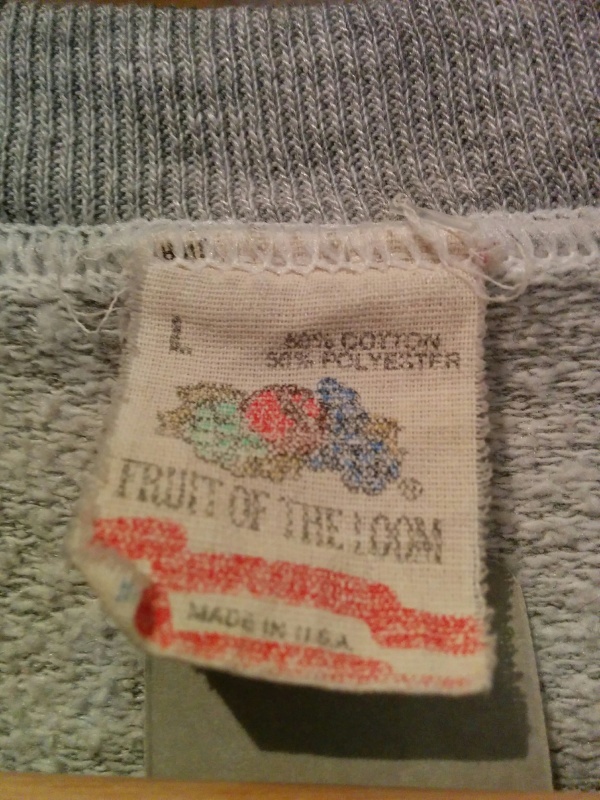 L
50% COTTON
50% POLYESTER
FRUIT OF THE LOOM
®
MADE IN U.S.A.